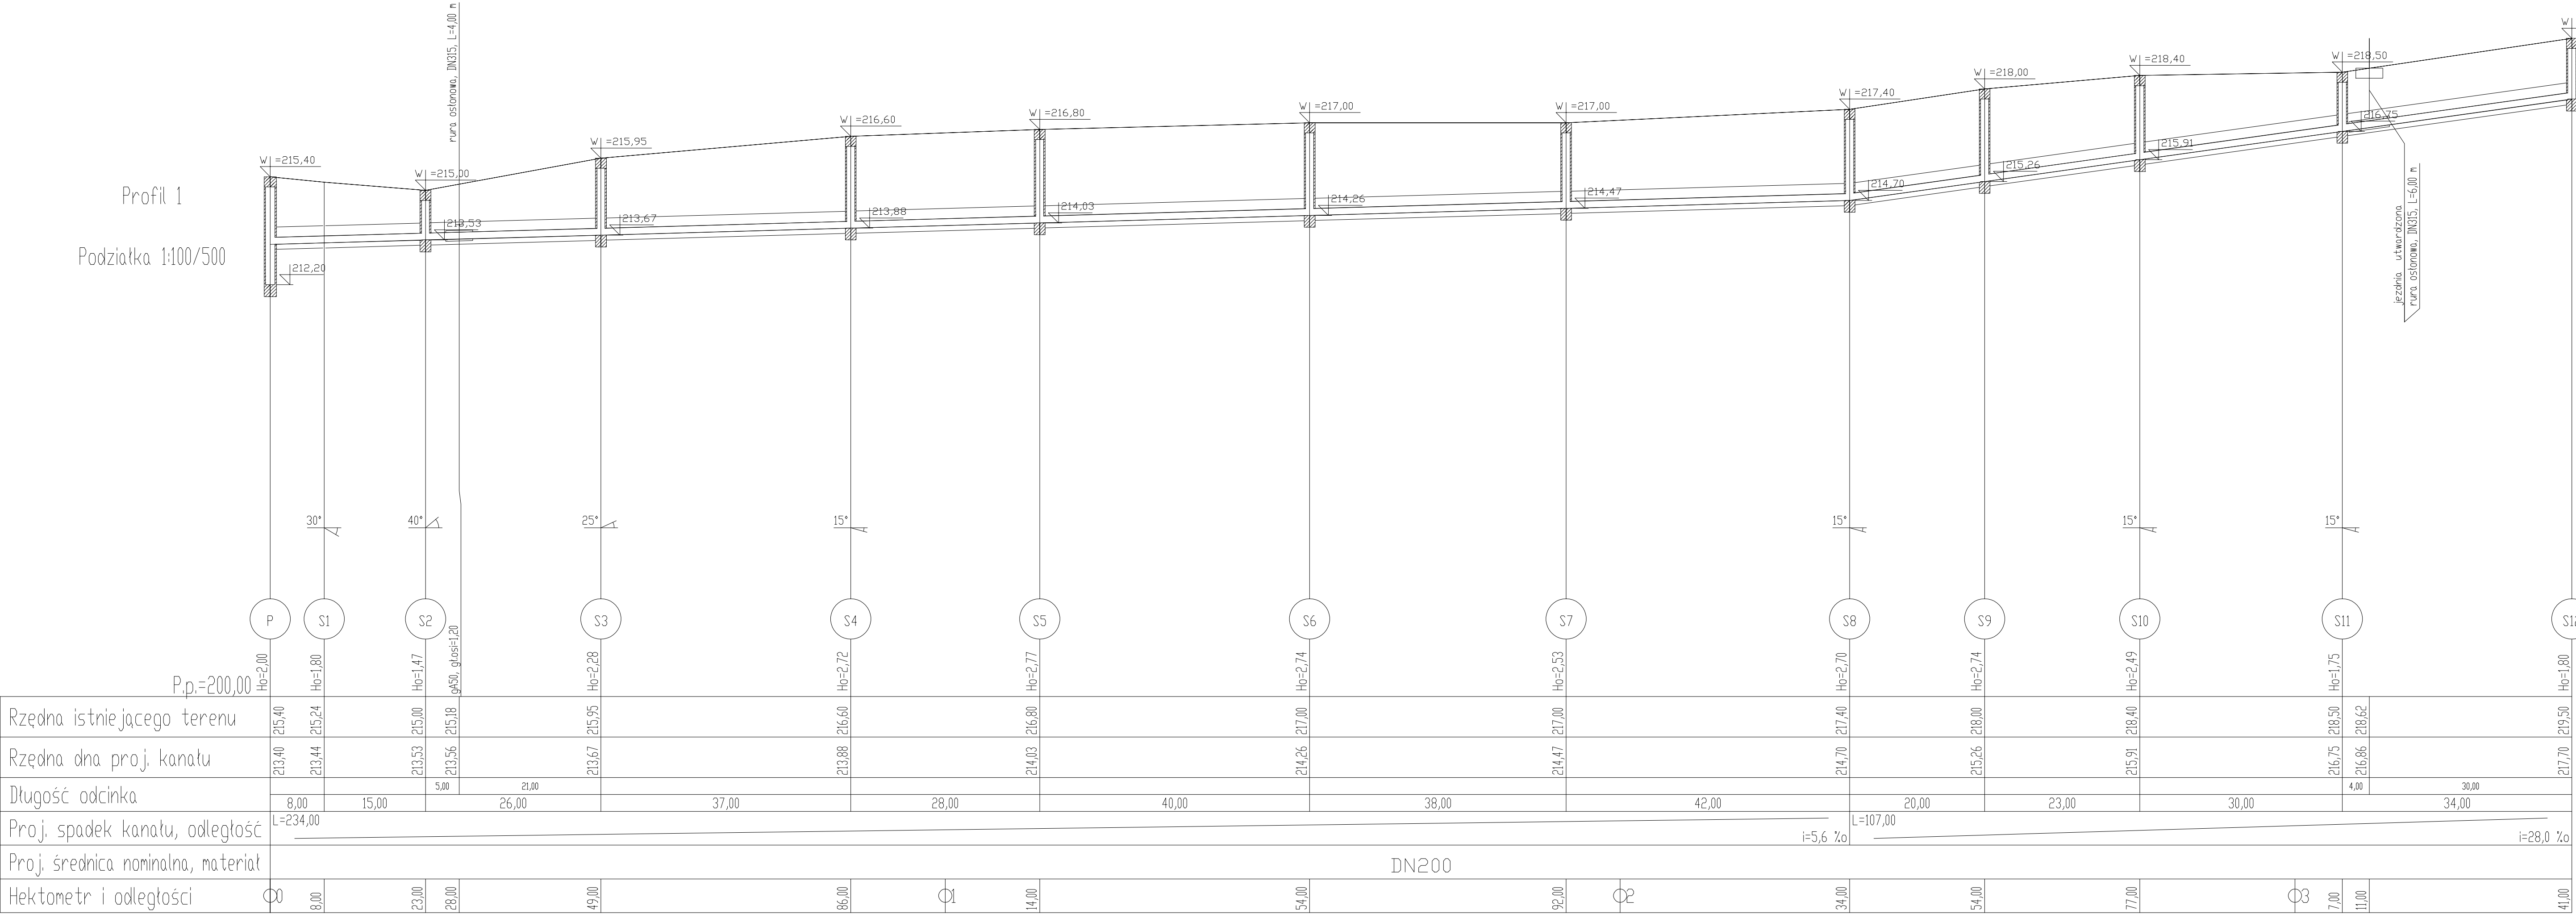 rura osłonowa, DN315, L=4,00 m
W =215,40
W =215,00
W =215,95
W =216,60
W =216,80
W =217,00
W =217,00
W =217,40
W =218,00
W =218,40
W =218,50
W
Profil 1
Podziałka 1:100/500
212,20
213,53
213,67
213,88
214,03
214,26
214,47
214,70
215,26
215,91
216,75
jezdnia utwardzona
rura osłonowa, DN315, L=6,00 m
30° 40° 25° 15° 15° 15° 15°
P S1 S2 S3 S4 S5 S6 S7 S8 S9 S10 S11
P.p.=200,00
Ho=2,00 Ho=1,80 Ho=1,47 gA50, głosi=1,20 Ho=2,28 Ho=2,72 Ho=2,77 Ho=2,74 Ho=2,53 Ho=2,70 Ho=2,74 Ho=2,49 Ho=1,75 Ho=1,80
Rzędna istniejącego terenu 215,40 215,24 215,00 215,18 215,95 216,60 216,80 217,00 217,00 217,40 218,00 218,40 218,50 218,62 219,50
Rzędna dna proj. kanału 213,40 213,44 213,53 213,56 213,67 213,88 214,03 214,26 214,47 214,70 215,26 215,91 216,75 216,86 217,70
5,00 21,00 4,00 30,00
Długość odcinka 8,00 15,00 26,00 37,00 28,00 40,00 38,00 42,00 20,00 23,00 30,00 34,00
Proj. spadek kanału, odległość L=234,00 i=5,6 %o L=107,00 i=28,0 %o
Proj. średnica nominalna, materiał DN200
Hektometr i odległości 0 8,00 23,00 28,00 49,00 86,00 1 14,00 54,00 92,00 2 34,00 54,00 77,00 3 7,00 11,00 41,00